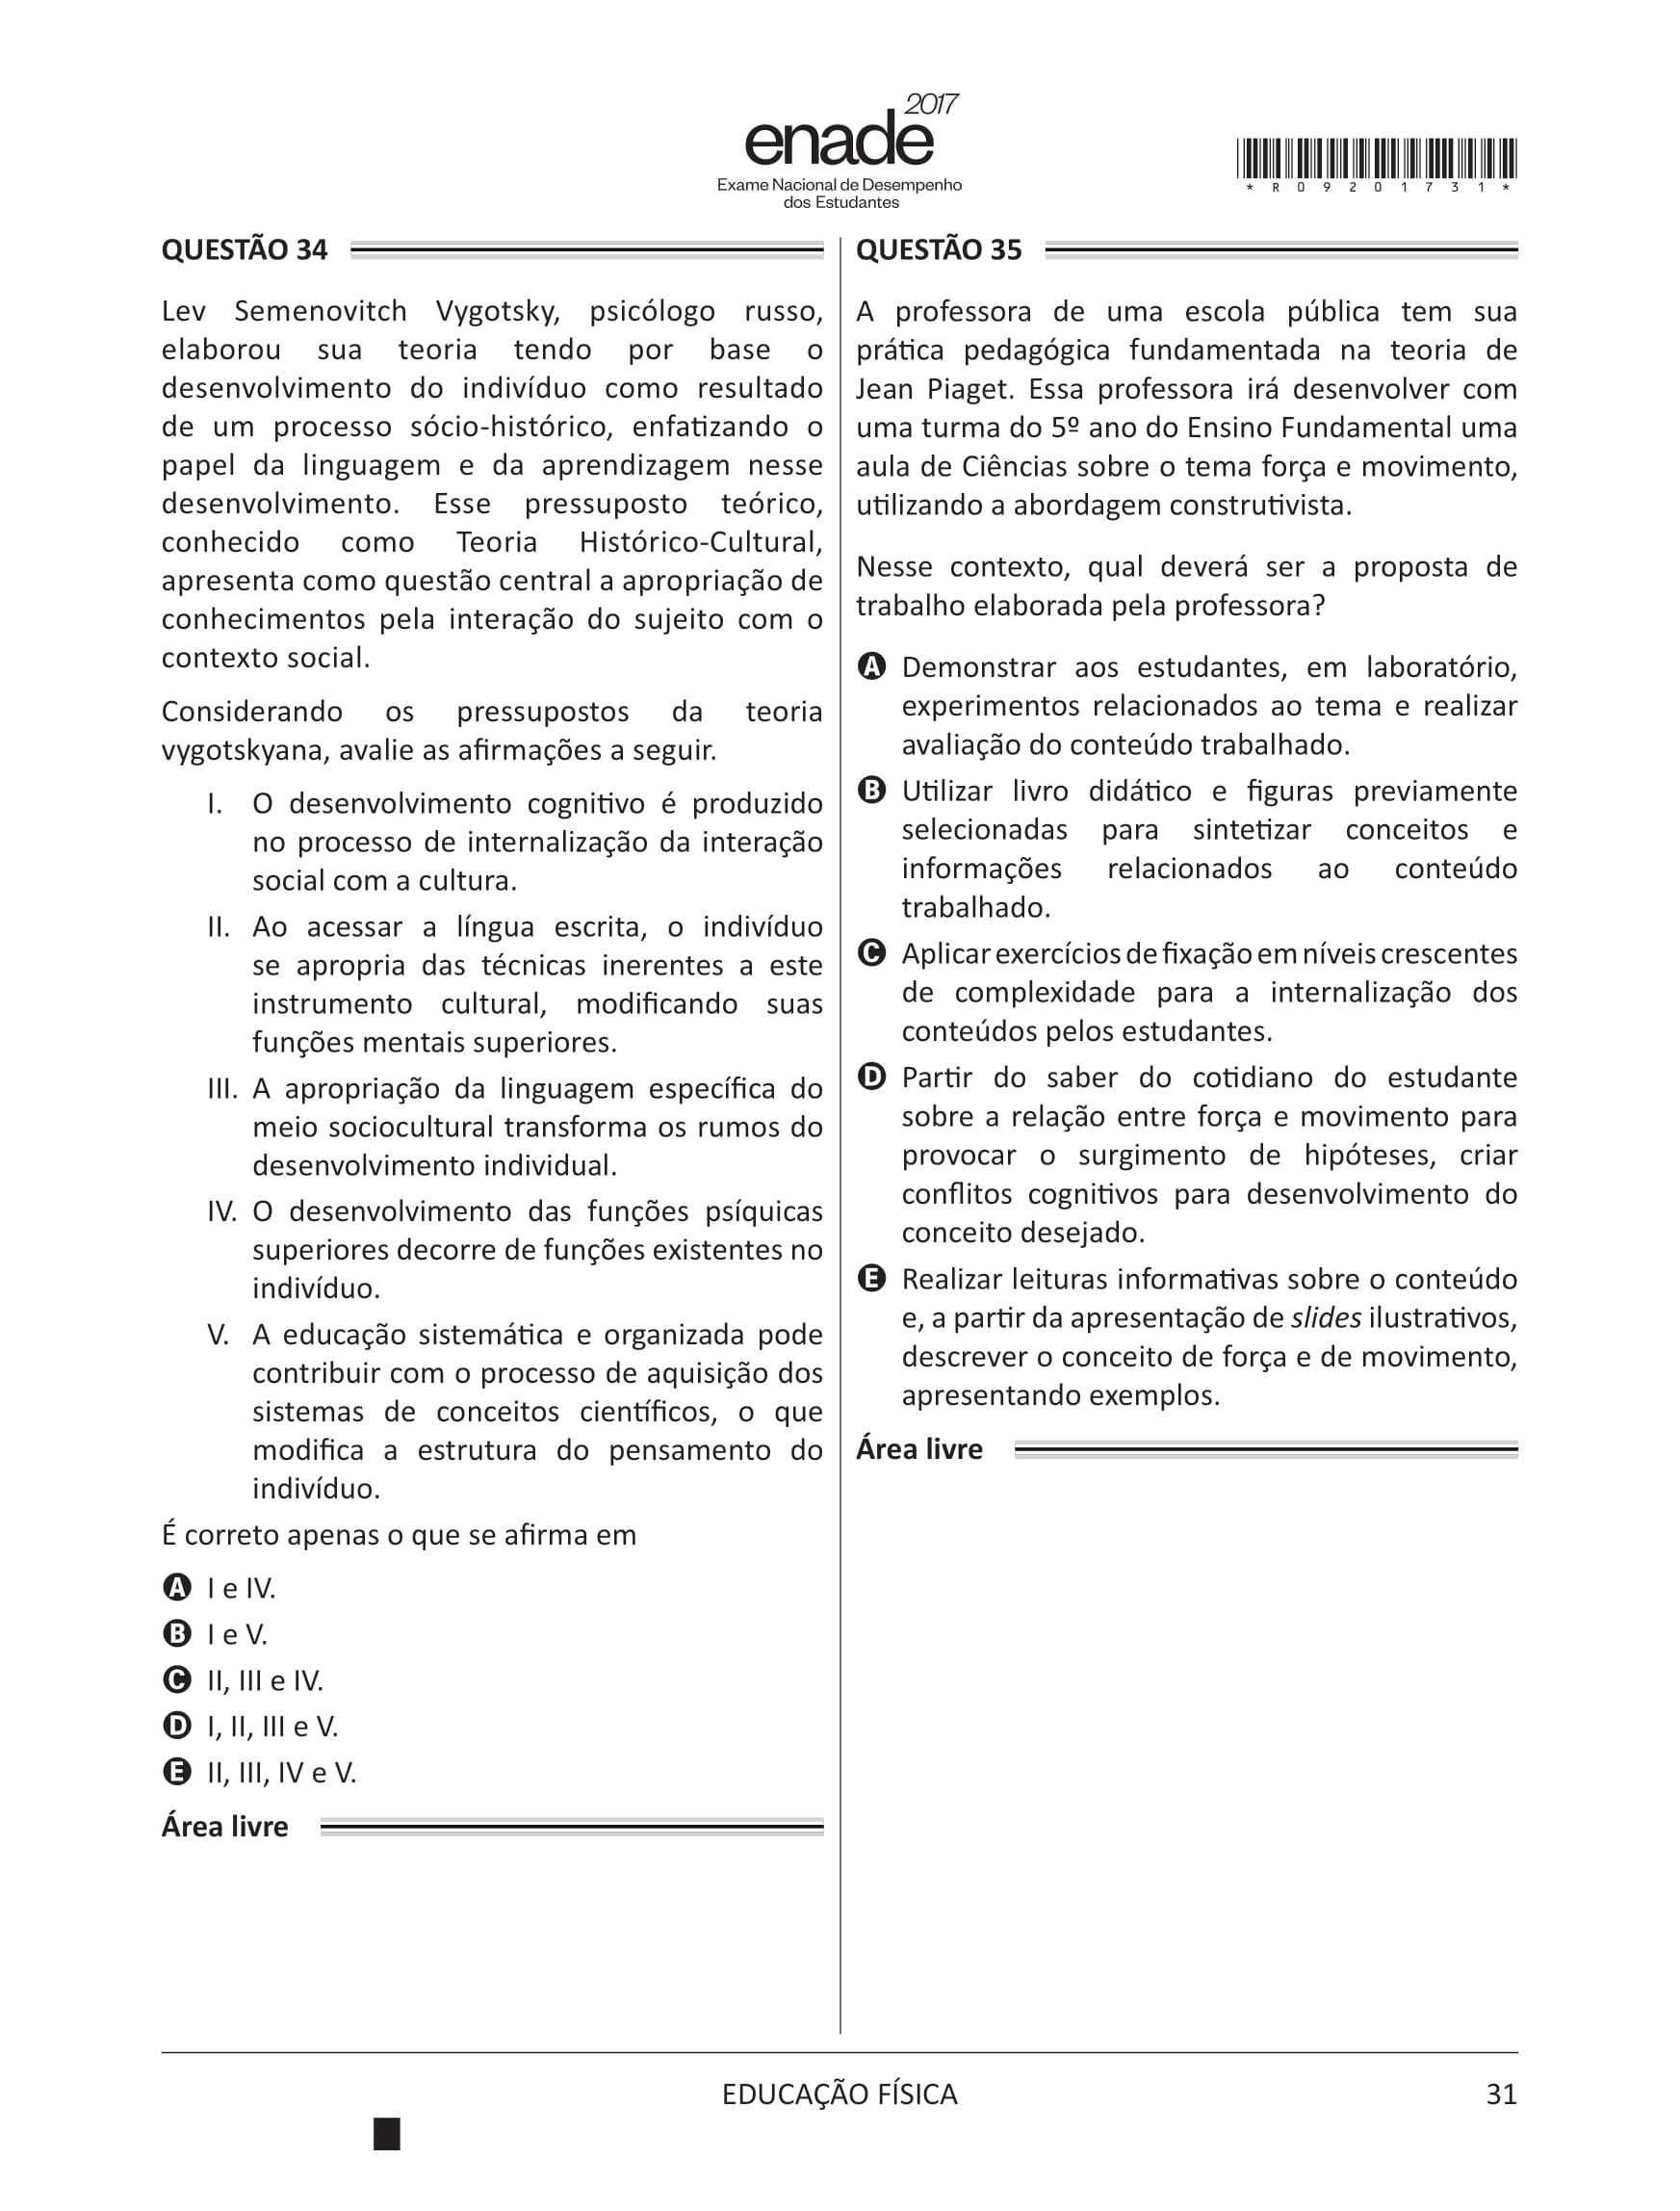 2017
enade
Exame Nacional de Desempenho
dos Estudantes
* R 0 9 2 0 1 7 3 1 *
QUESTÃO 34
Lev Semenovitch Vygotsky, psicólogo russo,
elaborou sua teoria tendo por base o
desenvolvimento do indivíduo como resultado
de um processo sócio-histórico, enfatizando o
papel da linguagem e da aprendizagem nesse
desenvolvimento. Esse pressuposto teórico,
conhecido como Teoria Histórico-Cultural,
apresenta como questão central a apropriação de
conhecimentos pela interação do sujeito com o
contexto social.
Considerando os pressupostos da teoria
vygotskyana, avalie as afirmações a seguir.
I. O desenvolvimento cognitivo é produzido
no processo de internalização da interação
social com a cultura.
II. Ao acessar a língua escrita, o indivíduo
se apropria das técnicas inerentes a este
instrumento cultural, modificando suas
funções mentais superiores.
III. A apropriação da linguagem específica do
meio sociocultural transforma os rumos do
desenvolvimento individual.
IV. O desenvolvimento das funções psíquicas
superiores decorre de funções existentes no
indivíduo.
V. A educação sistemática e organizada pode
contribuir com o processo de aquisição dos
sistemas de conceitos científicos, o que
modifica a estrutura do pensamento do
indivíduo.
É correto apenas o que se afirma em
A I e IV.
B I e V.
C II, III e IV.
D I, II, III e V.
E II, III, IV e V.
Área livre
QUESTÃO 35
A professora de uma escola pública tem sua
prática pedagógica fundamentada na teoria de
Jean Piaget. Essa professora irá desenvolver com
uma turma do 5º ano do Ensino Fundamental uma
aula de Ciências sobre o tema força e movimento,
utilizando a abordagem construtivista.
Nesse contexto, qual deverá ser a proposta de
trabalho elaborada pela professora?
A Demonstrar aos estudantes, em laboratório,
experimentos relacionados ao tema e realizar
avaliação do conteúdo trabalhado.
B Utilizar livro didático e figuras previamente
selecionadas para sintetizar conceitos e
informações relacionados ao conteúdo
trabalhado.
C Aplicar exercícios de fixação em níveis crescentes
de complexidade para a internalização dos
conteúdos pelos estudantes.
D Partir do saber do cotidiano do estudante
sobre a relação entre força e movimento para
provocar o surgimento de hipóteses, criar
conflitos cognitivos para desenvolvimento do
conceito desejado.
E Realizar leituras informativas sobre o conteúdo
e, a partir da apresentação de slides ilustrativos,
descrever o conceito de força e de movimento,
apresentando exemplos.
Área livre
EDUCAÇÃO FÍSICA
31